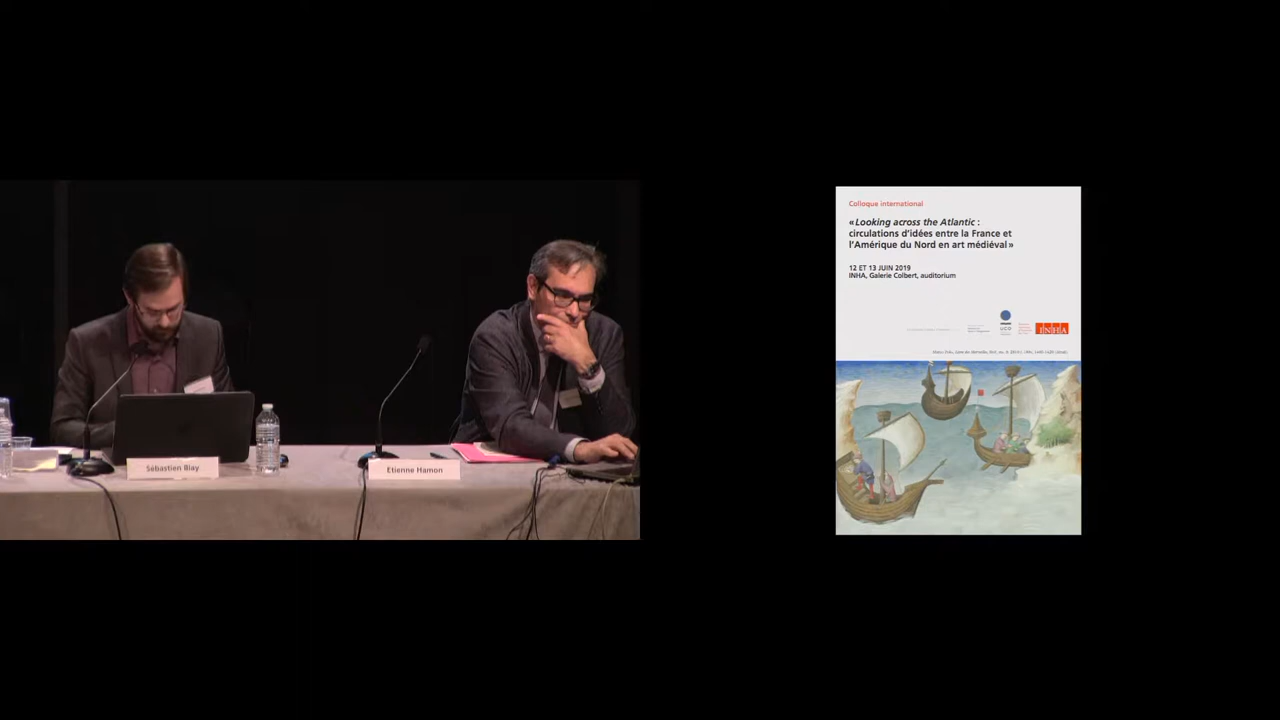 Sébastien Biay
Etienne Hamon
Colloque international
« Looking across the Atlantic :
circulations d'idées entre la France et
l'Amérique du Nord en art médiéval »
12 ET 13 JUIN 2019
INHA, Galerie Colbert, auditorium
INHA